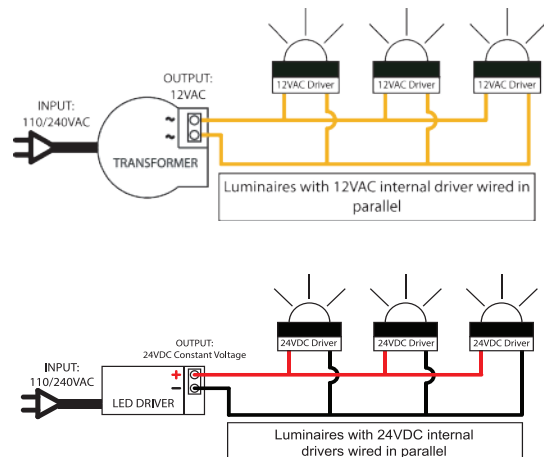 12VAC Driver
12VAC Driver
12VAC Driver
OUTPUT:
12VAC
INPUT:
110/240VAC
~
~
TRANSFORMER
Luminaires with 12VAC internal driver wired in
parallel
24VDC Driver
24VDC Driver
24VDC Driver
OUTPUT:
24VDC Constant Voltage
INPUT:
110/240VAC
+
−
LED DRIVER
Luminaires with 24VDC internal
drivers wired in parallel